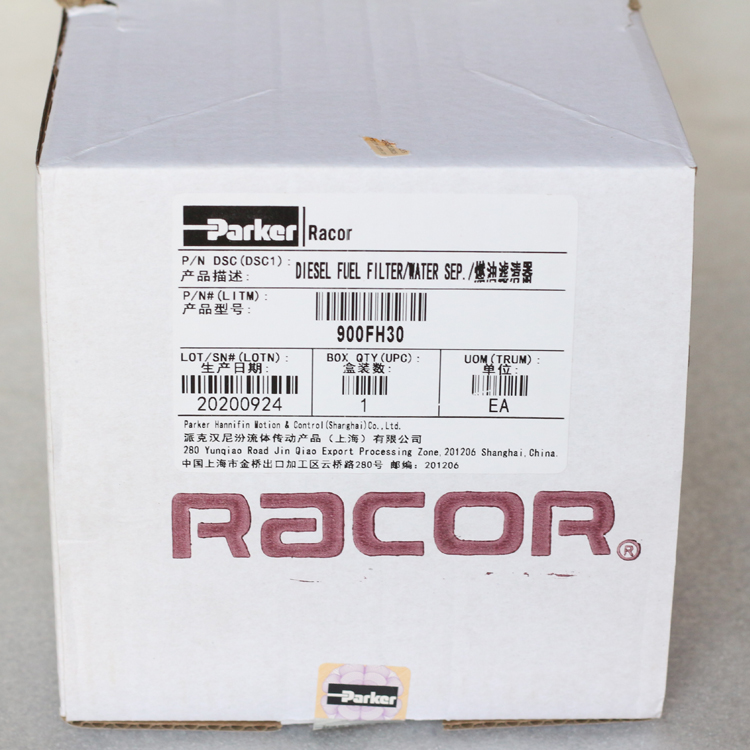 Parker Racor
P/N DSC(DSC1): DIESEL FUEL FILTER/WATER SEP./燃油滤清器
产品描述:
P/N#(LITM):
产品型号:
900FH30
LOT/SN#(LOTN): BOX QTY(UPC): UOM(TRUM):
生产日期: 盒装数: 单位:
20200924 1 EA
Parker Hannifin Motion & Control(Shanghai)Co.,Ltd.
派克汉尼汾流体传动产品（上海）有限公司
280 Yunqiao Road Jin Qiao Export Processing Zone,201206 Shanghai,China.
中国上海市金桥出口加工区云桥路280号 邮编:201206
RACOR®
Parker